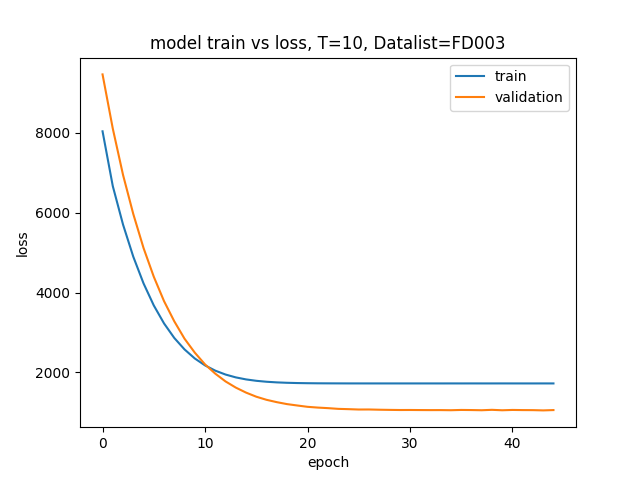 model train vs loss, T=10, Datalist=FD003
train
validation
8000
6000
4000
2000
loss
0
10
20
30
40
epoch